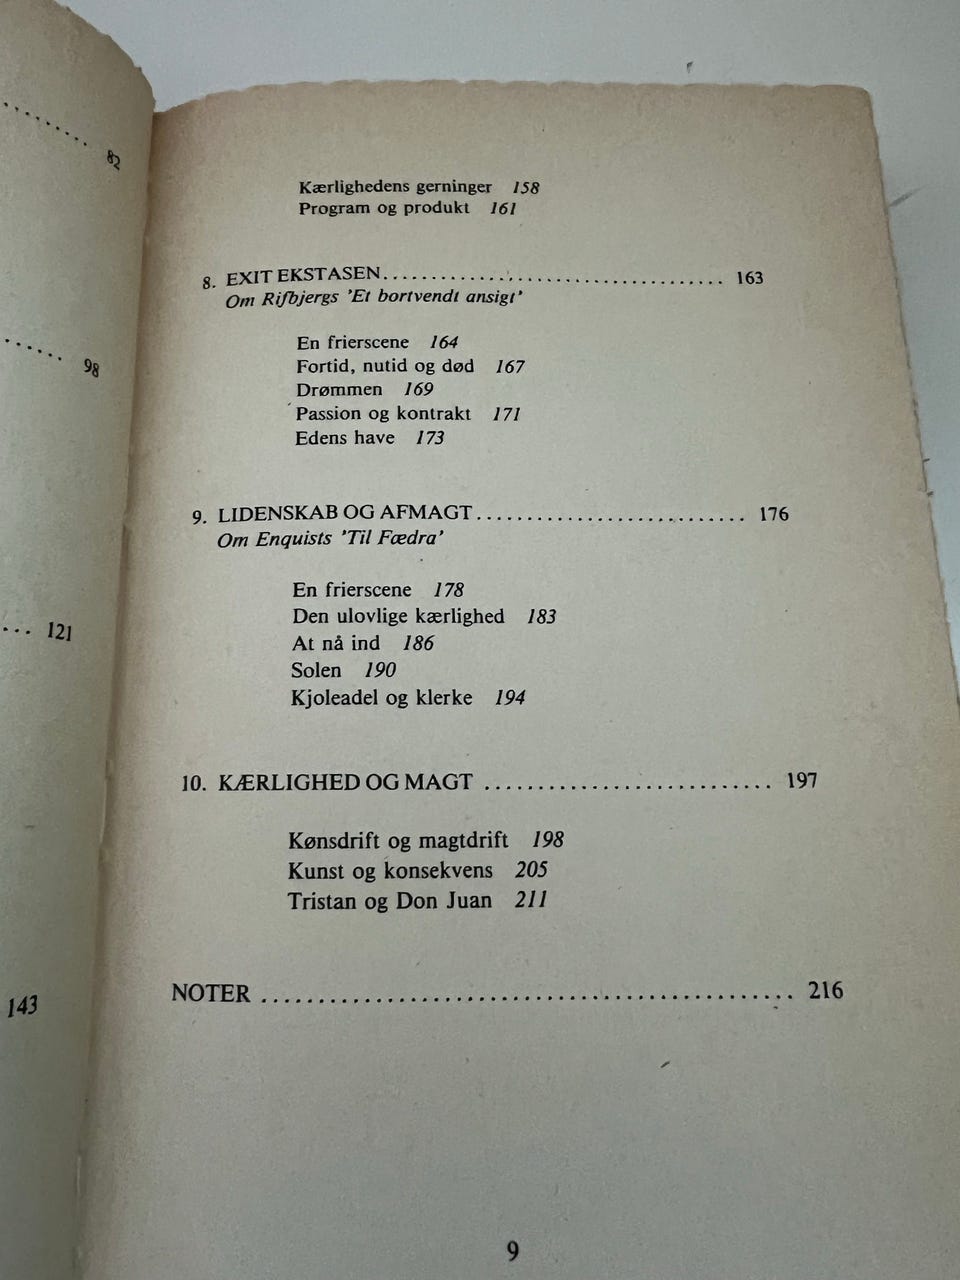 82
98
121
143
Kærlighedens gerninger 158
Program og produkt 161
8. EXIT EKSTASEN........................................ 163
Om Rifbjergs 'Et bortvendt ansigt'
En frierscene 164
Fortid, nutid og død 167
Drømmen 169
Passion og kontrakt 171
Edens have 173
9. LIDENSKAB OG AFMAGT........................... 176
Om Enquists 'Til Fædra'
En frierscene 178
Den ulovlige kærlighed 183
At nå ind 186
Solen 190
Kjoleadel og klerke 194
10. KÆRLIGHED OG MAGT ........................... 197
Kønsdrift og magtdrift 198
Kunst og konsekvens 205
Tristan og Don Juan 211
NOTER ............................................... 216
9